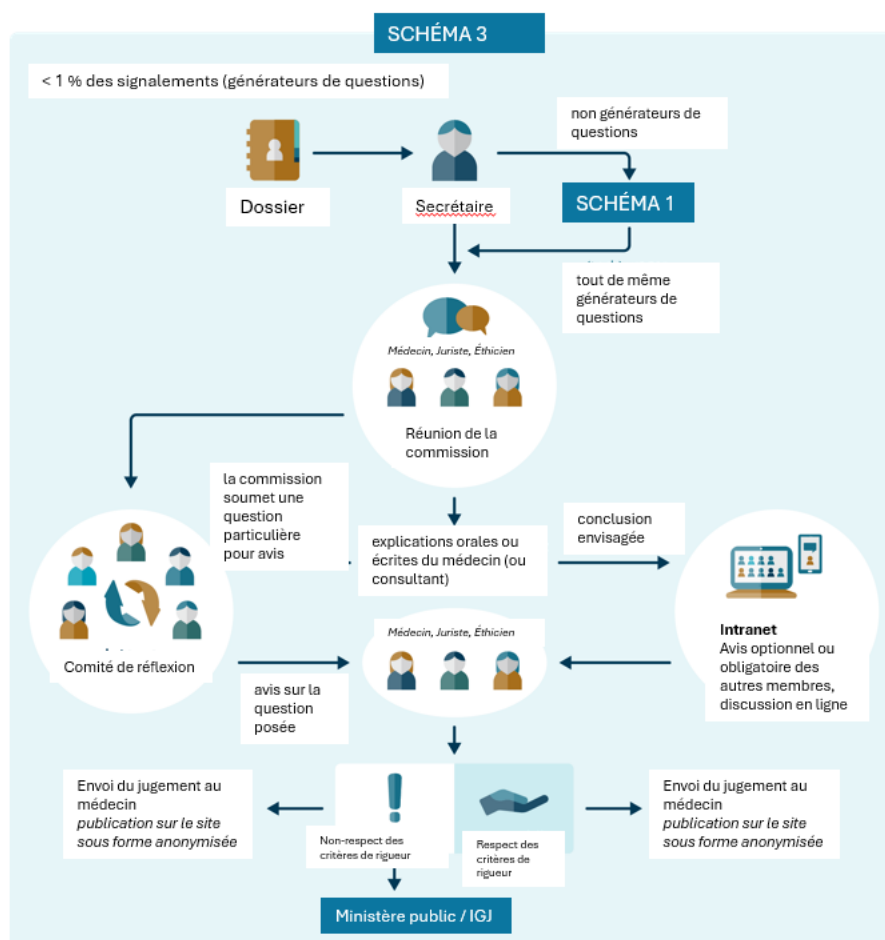 SCHÉMA 3
< 1 % des signalements (générateurs de questions)
non générateurs de
questions
Dossier
Secrétaire
SCHÉMA 1
tout de même
générateurs de
questions
Médecin, Juriste, Éthicien
Réunion de la
commission
la commission
soumet une
question
particulière
pour avis
explications orales ou
écrites du médecin (ou
consultant)
conclusion
envisagée
Comité de réflexion
Médecin, Juriste, Éthicien
Intranet
Avis optionnel ou
obligatoire des
autres membres,
discussion en ligne
avis sur la
question
posée
Envoi du jugement au
médecin
publication sur le site
sous forme anonymisée
Non-respect des
critères de rigueur
Respect des
critères de
rigueur
Envoi du jugement au
médecin
publication sur le site
sous forme anonymisée
Ministère public / IGJ